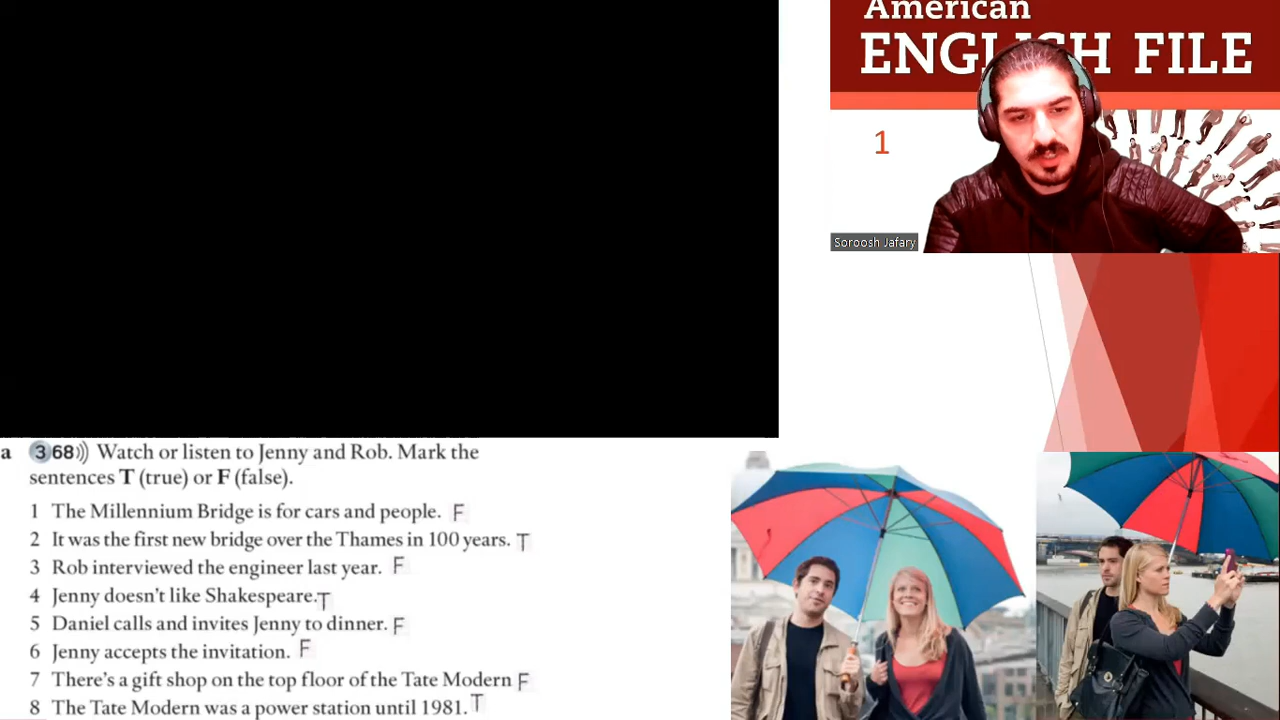 American
ENGLISH FILE
1
Soroosh Jafary
a 3 68))) Watch or listen to Jenny and Rob. Mark the
sentences T (true) or F (false).
1 The Millennium Bridge is for cars and people. F
2 It was the first new bridge over the Thames in 100 years. T
3 Rob interviewed the engineer last year. F
4 Jenny doesn't like Shakespeare. T
5 Daniel calls and invites Jenny to dinner. F
6 Jenny accepts the invitation. F
7 There's a gift shop on the top floor of the Tate Modern F
8 The Tate Modern was a power station until 1981. T